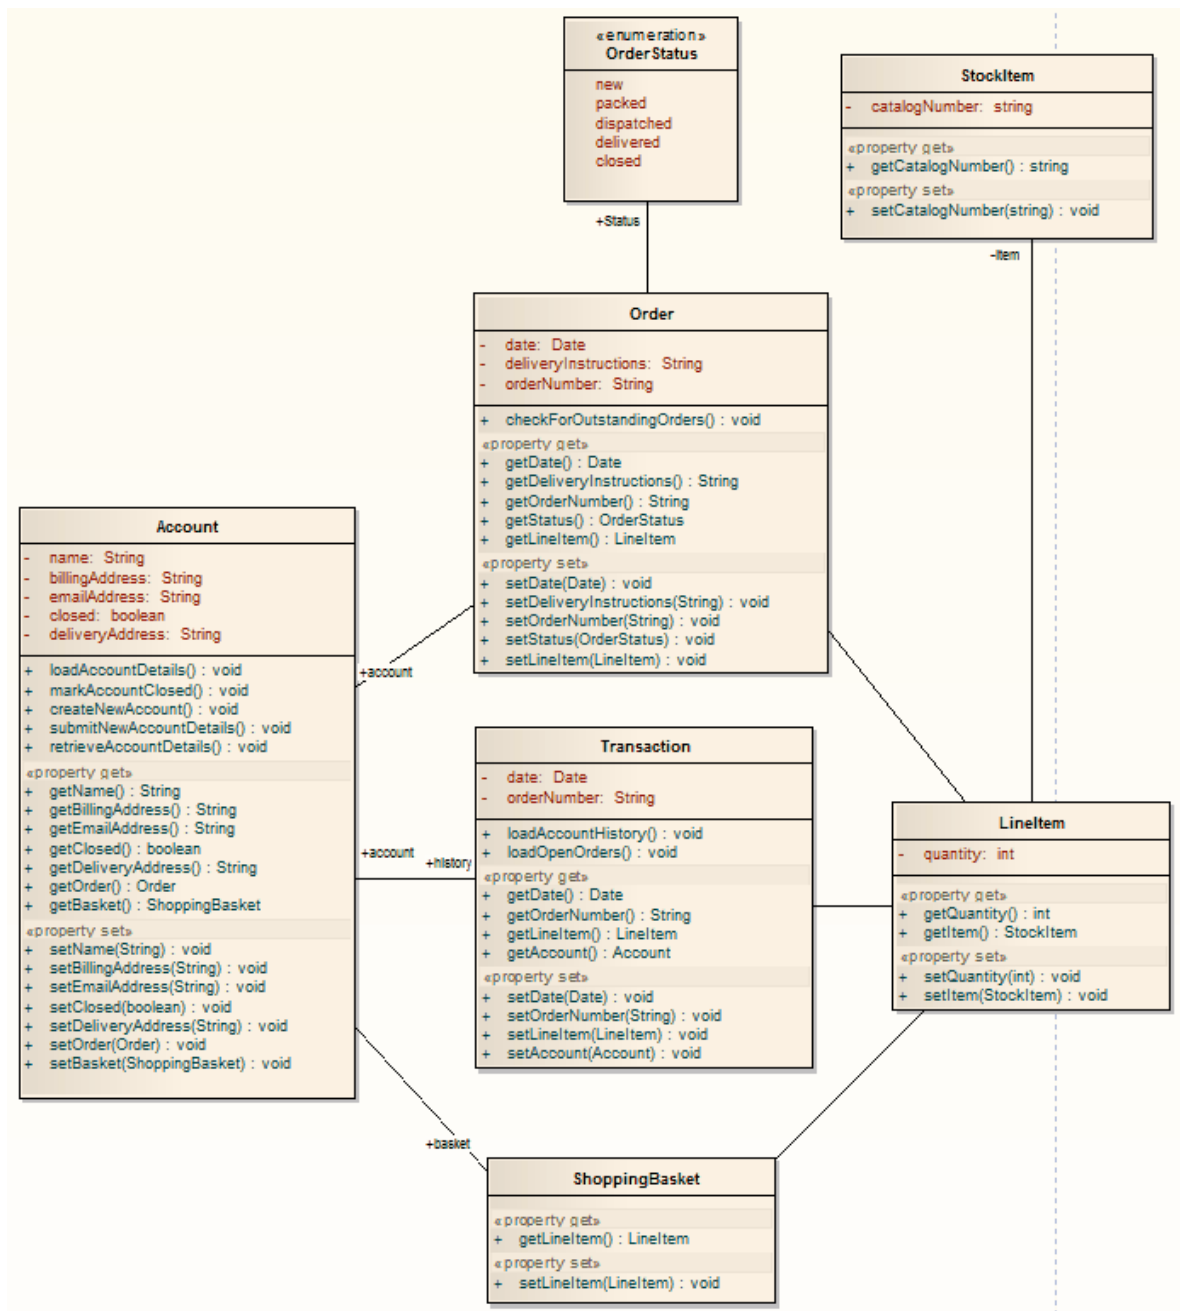 «enumeration»
OrderStatus
new
packed
dispatched
delivered
closed
+Status
StockItem
- catalogNumber: string
«property get»
+ getCatalogNumber() : string
«property set»
+ setCatalogNumber(string) : void
-Item
Order
- date: Date
- deliveryInstructions: String
- orderNumber: String
+ checkForOutstandingOrders() : void
«property get»
+ getDate() : Date
+ getDeliveryInstructions() : String
+ getOrderNumber() : String
+ getStatus() : OrderStatus
+ getLineItem() : LineItem
«property set»
+ setDate(Date) : void
+ setDeliveryInstructions(String) : void
+ setOrderNumber(String) : void
+ setStatus(OrderStatus) : void
+ setLineItem(LineItem) : void
Account
- name: String
- billingAddress: String
- emailAddress: String
- closed: boolean
- deliveryAddress: String
+ loadAccountDetails() : void
+ markAccountClosed() : void
+ createNewAccount() : void
+ submitNewAccountDetails() : void
+ retrieveAccountDetails() : void
«property get»
+ getName() : String
+ getBillingAddress() : String
+ getEmailAddress() : String
+ getClosed() : boolean
+ getDeliveryAddress() : String
+ getOrder() : Order
+ getBasket() : ShoppingBasket
«property set»
+ setName(String) : void
+ setBillingAddress(String) : void
+ setEmailAddress(String) : void
+ setClosed(boolean) : void
+ setDeliveryAddress(String) : void
+ setOrder(Order) : void
+ setBasket(ShoppingBasket) : void
+account
+account
+history
+basket
Transaction
- date: Date
- orderNumber: String
+ loadAccountHistory() : void
+ loadOpenOrders() : void
«property get»
+ getDate() : Date
+ getOrderNumber() : String
+ getLineItem() : LineItem
+ getAccount() : Account
«property set»
+ setDate(Date) : void
+ setOrderNumber(String) : void
+ setLineItem(LineItem) : void
+ setAccount(Account) : void
LineItem
- quantity: int
«property get»
+ getQuantity() : int
+ getItem() : StockItem
«property set»
+ setQuantity(int) : void
+ setItem(StockItem) : void
ShoppingBasket
«property get»
+ getLineItem() : LineItem
«property set»
+ setLineItem(LineItem) : void